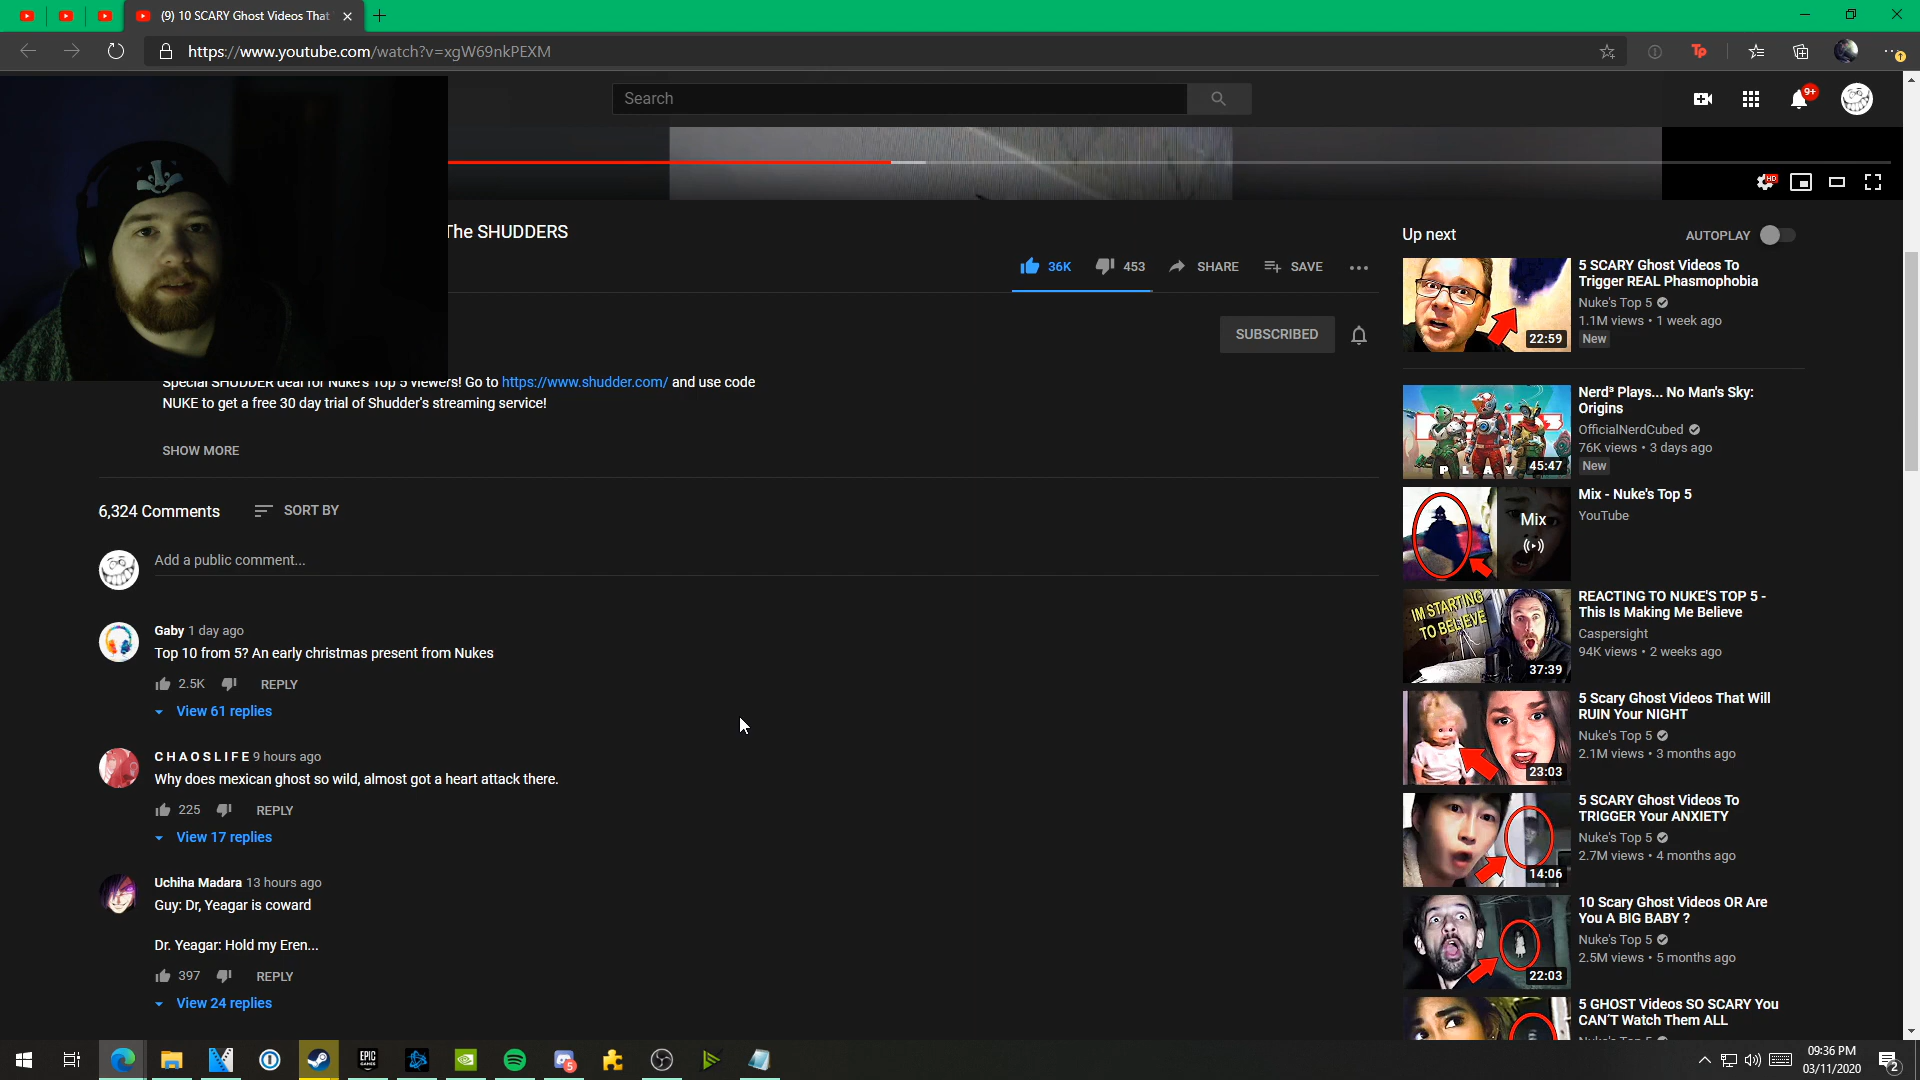 (9) 10 SCARY Ghost Videos That
https://www.youtube.com/watch?v=xgW69nkPEXM
Tp
Search
9+
HD
The SHUDDERS
36K
453
SHARE
SAVE
SUBSCRIBED
Special SHUDDER deal for Nuke's Top 5 viewers! Go to https://www.shudder.com/ and use code
NUKE to get a free 30 day trial of Shudder's streaming service!
SHOW MORE
6,324 Comments
SORT BY
Add a public comment...
Gaby 1 day ago
Top 10 from 5? An early christmas present from Nukes
2.5K
REPLY
View 61 replies
C H A O S L I F E 9 hours ago
Why does mexican ghost so wild, almost got a heart attack there.
225
REPLY
View 17 replies
Uchiha Madara 13 hours ago
Guy: Dr, Yeagar is coward
Dr. Yeagar: Hold my Eren...
397
REPLY
View 24 replies
Up next
AUTOPLAY
22:59
5 SCARY Ghost Videos To
Trigger REAL Phasmophobia
Nuke's Top 5
1.1M views • 1 week ago
New
PLAY
45:47
Nerd³ Plays... No Man's Sky:
Origins
OfficialNerdCubed
76K views • 3 days ago
New
Mix
Mix - Nuke's Top 5
YouTube
IM STARTING
TO BELIEVE
37:39
REACTING TO NUKE'S TOP 5 -
This Is Making Me Believe
Caspersight
94K views • 2 weeks ago
23:03
5 Scary Ghost Videos That Will
RUIN Your NIGHT
Nuke's Top 5
2.1M views • 3 months ago
14:06
5 SCARY Ghost Videos To
TRIGGER Your ANXIETY
Nuke's Top 5
2.7M views • 4 months ago
22:03
10 Scary Ghost Videos OR Are
You A BIG BABY ?
Nuke's Top 5
2.5M views • 5 months ago
5 GHOST Videos SO SCARY You
CAN'T Watch Them ALL
EPIC
GAMES
5
09:36 PM
03/11/2020
2